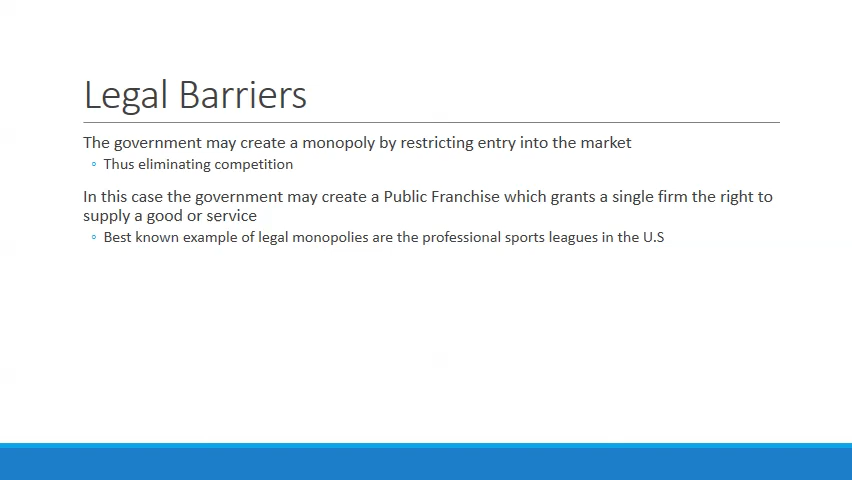 Legal Barriers
The government may create a monopoly by restricting entry into the market
◦ Thus eliminating competition
In this case the government may create a Public Franchise which grants a single firm the right to
supply a good or service
◦ Best known example of legal monopolies are the professional sports leagues in the U.S